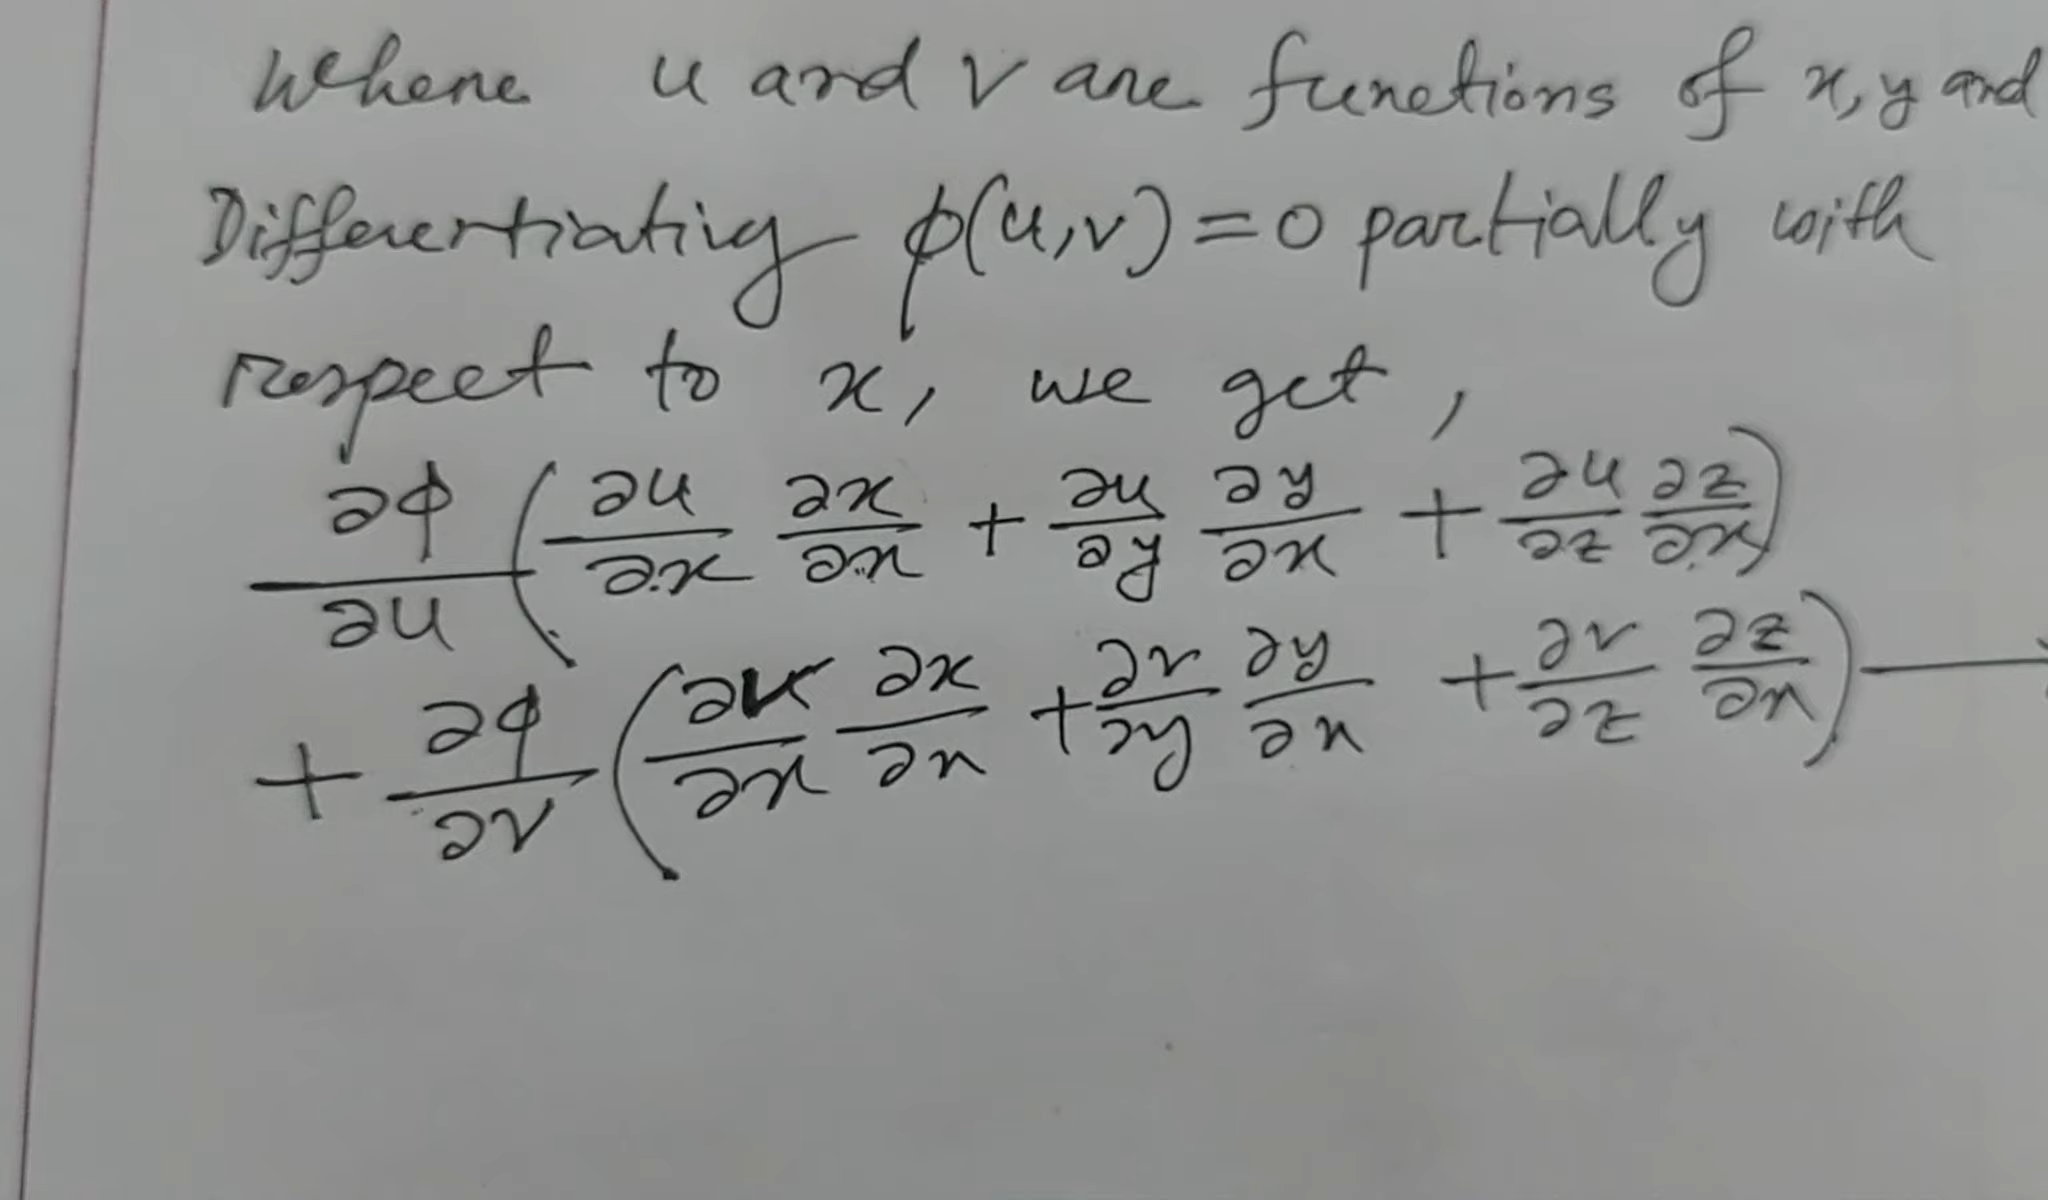 Where u and v are functions of x, y and
Differentiating φ(u,v)=0 partially with
respect to x, we get,
∂φ/∂u (∂u/∂x ∂x/∂x + ∂u/∂y ∂y/∂x + ∂u/∂z ∂z/∂x)
+ ∂φ/∂v (∂v/∂x ∂x/∂x + ∂v/∂y ∂y/∂x + ∂v/∂z ∂z/∂x) —